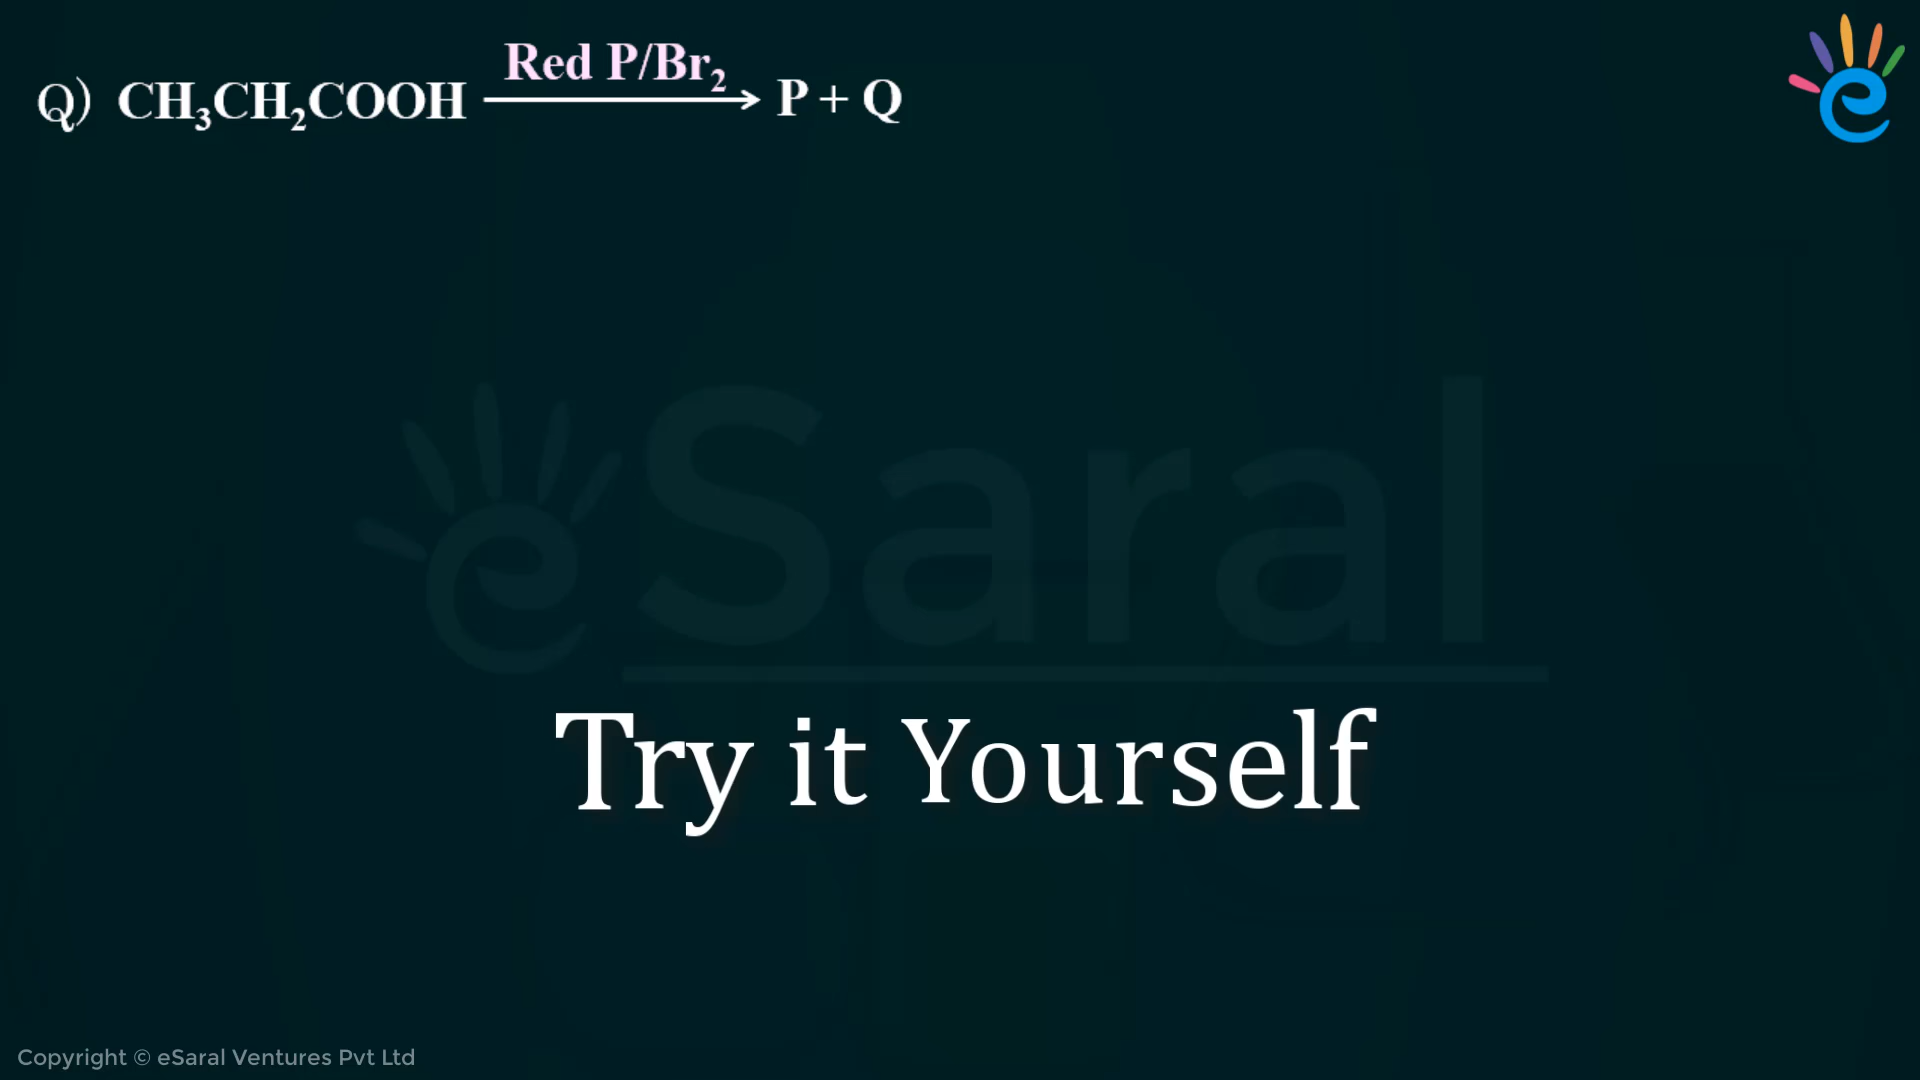 Q) CH₃CH₂COOH Red P/Br₂ P + Q
eSaral
Try it Yourself
Copyright © eSaral Ventures Pvt Ltd